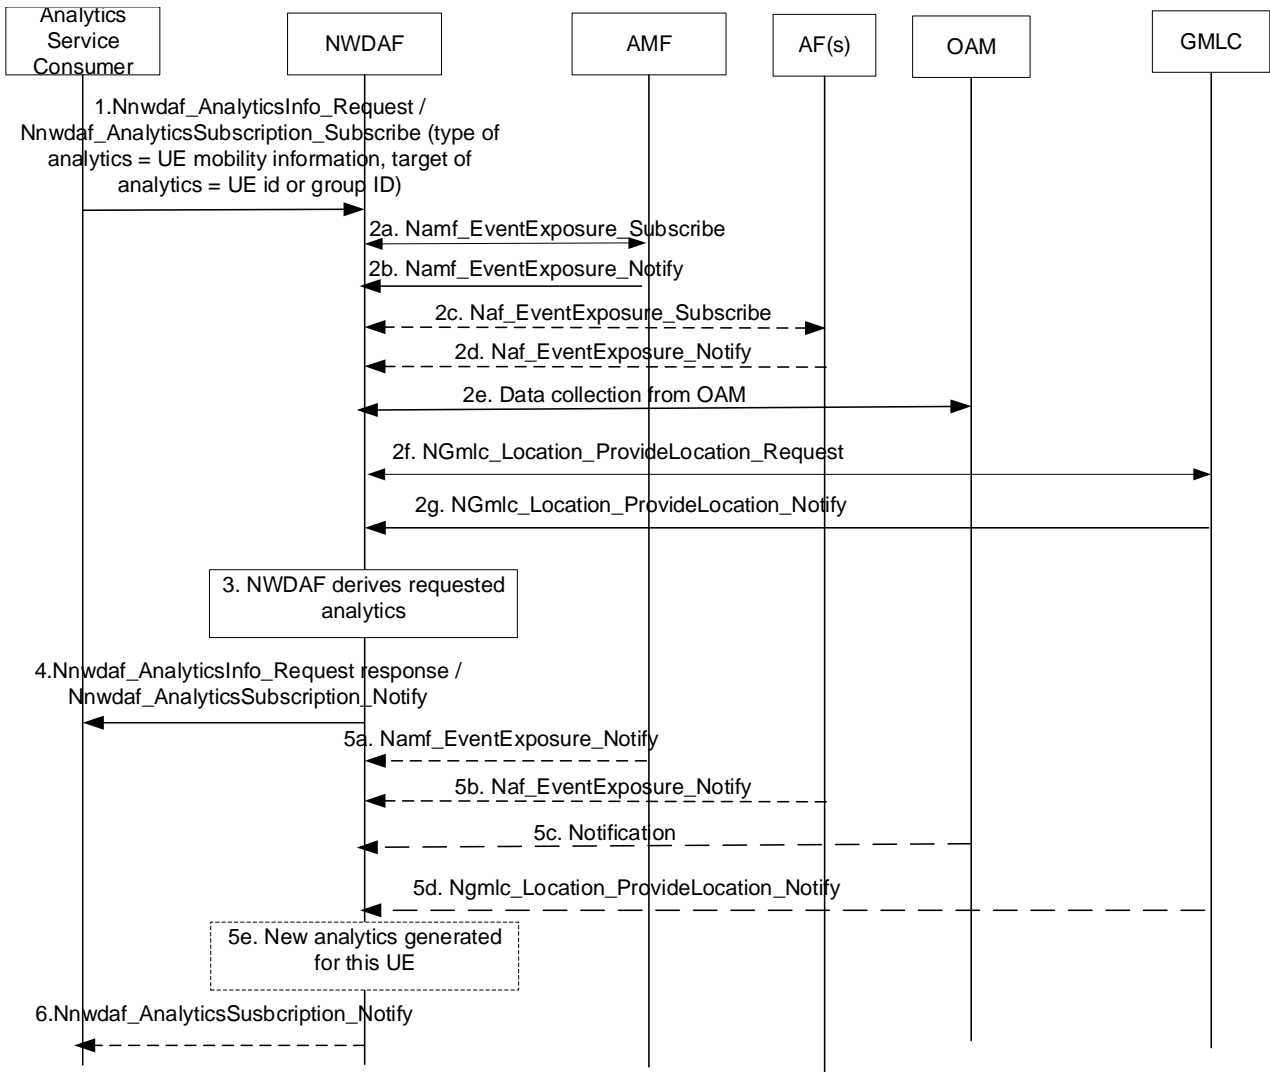 Analytics
Service
Consumer
NWDAF
AMF
AF(s)
OAM
GMLC
1.Nnwdaf_AnalyticsInfo_Request /
Nnwdaf_AnalyticsSubscription_Subscribe (type of
analytics = UE mobility information, target of
analytics = UE id or group ID)
2a. Namf_EventExposure_Subscribe
2b. Namf_EventExposure_Notify
2c. Naf_EventExposure_Subscribe
2d. Naf_EventExposure_Notify
2e. Data collection from OAM
2f. NGmlc_Location_ProvideLocation_Request
2g. NGmlc_Location_ProvideLocation_Notify
3. NWDAF derives requested
analytics
4.Nnwdaf_AnalyticsInfo_Request response /
Nnwdaf_AnalyticsSubscription_Notify
5a. Namf_EventExposure_Notify
5b. Naf_EventExposure_Notify
5c. Notification
5d. Ngmlc_Location_ProvideLocation_Notify
5e. New analytics generated
for this UE
6.Nnwdaf_AnalyticsSusbcription_Notify